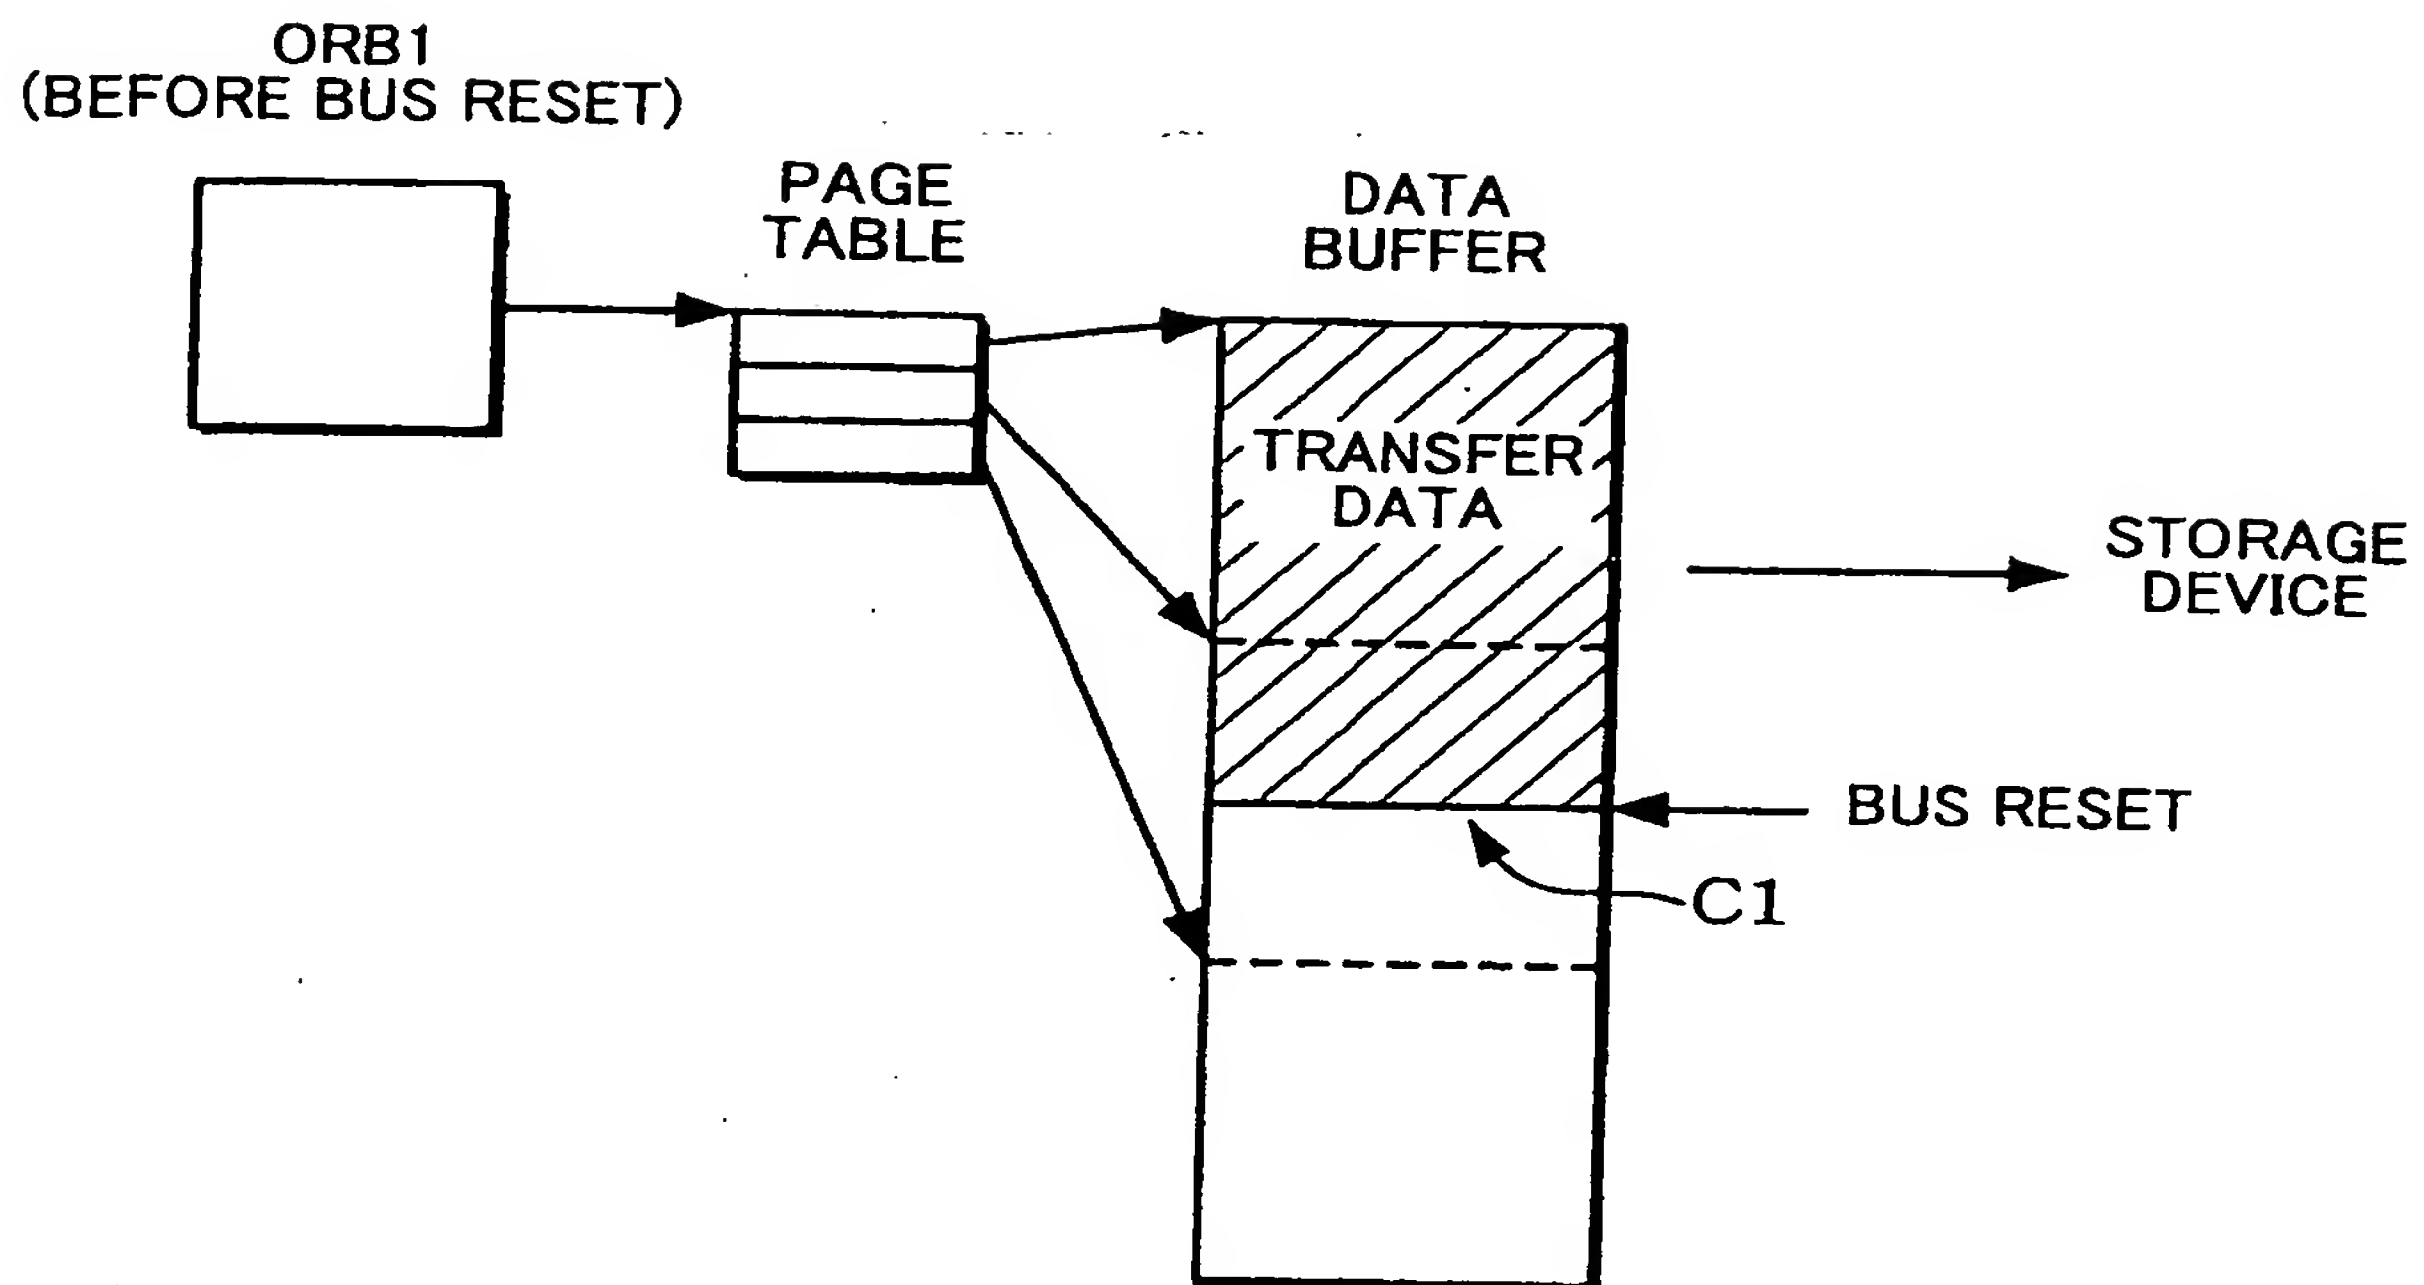 ORB1
(BEFORE BUS RESET)
PAGE
TABLE
DATA
BUFFER
TRANSFER
DATA
STORAGE
DEVICE
BUS RESET
C1